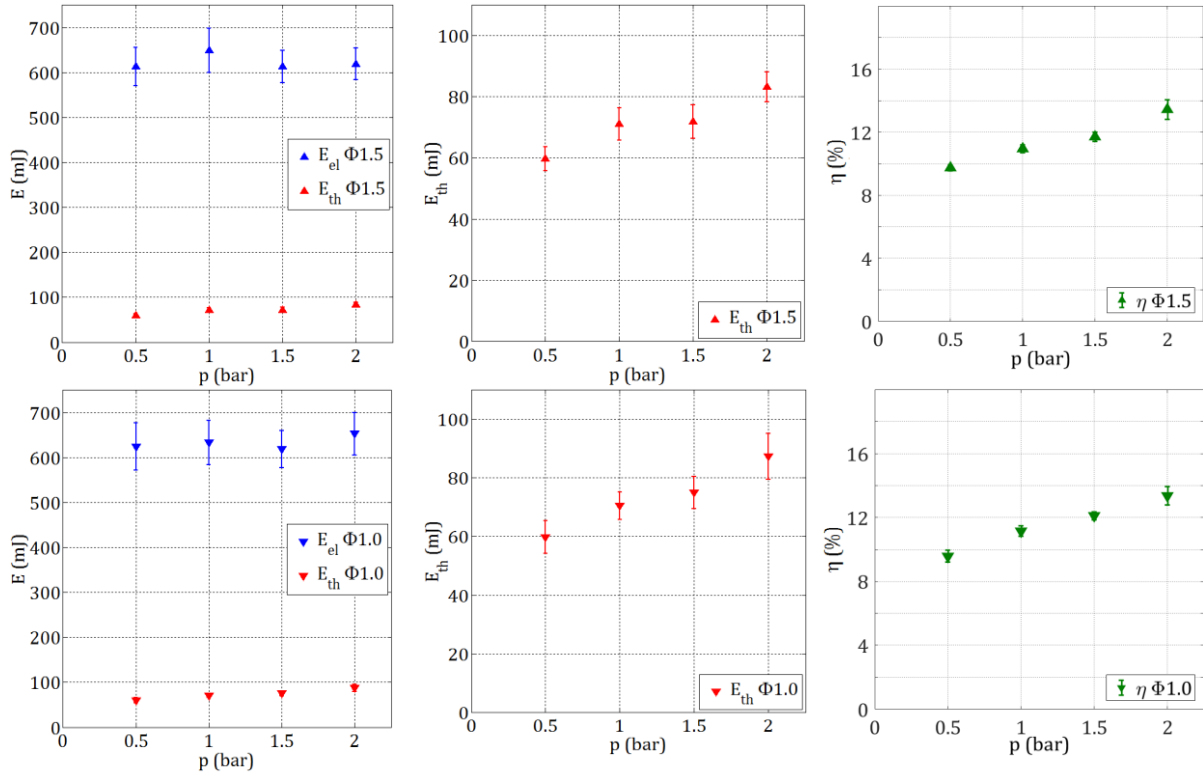 700
600
500
400
300
200
100
0
E (mJ)
E_el Φ1.5
E_th Φ1.5
0 0.5 1 1.5 2
p (bar)
100
80
60
40
20
0
E_th (mJ)
E_th Φ1.5
0 0.5 1 1.5 2
p (bar)
16
12
8
4
0
η (%)
η Φ1.5
0 0.5 1 1.5 2
p (bar)
700
600
500
400
300
200
100
0
E (mJ)
E_el Φ1.0
E_th Φ1.0
0 0.5 1 1.5 2
p (bar)
100
80
60
40
20
0
E_th (mJ)
E_th Φ1.0
0 0.5 1 1.5 2
p (bar)
16
12
8
4
0
η (%)
η Φ1.0
0 0.5 1 1.5 2
p (bar)